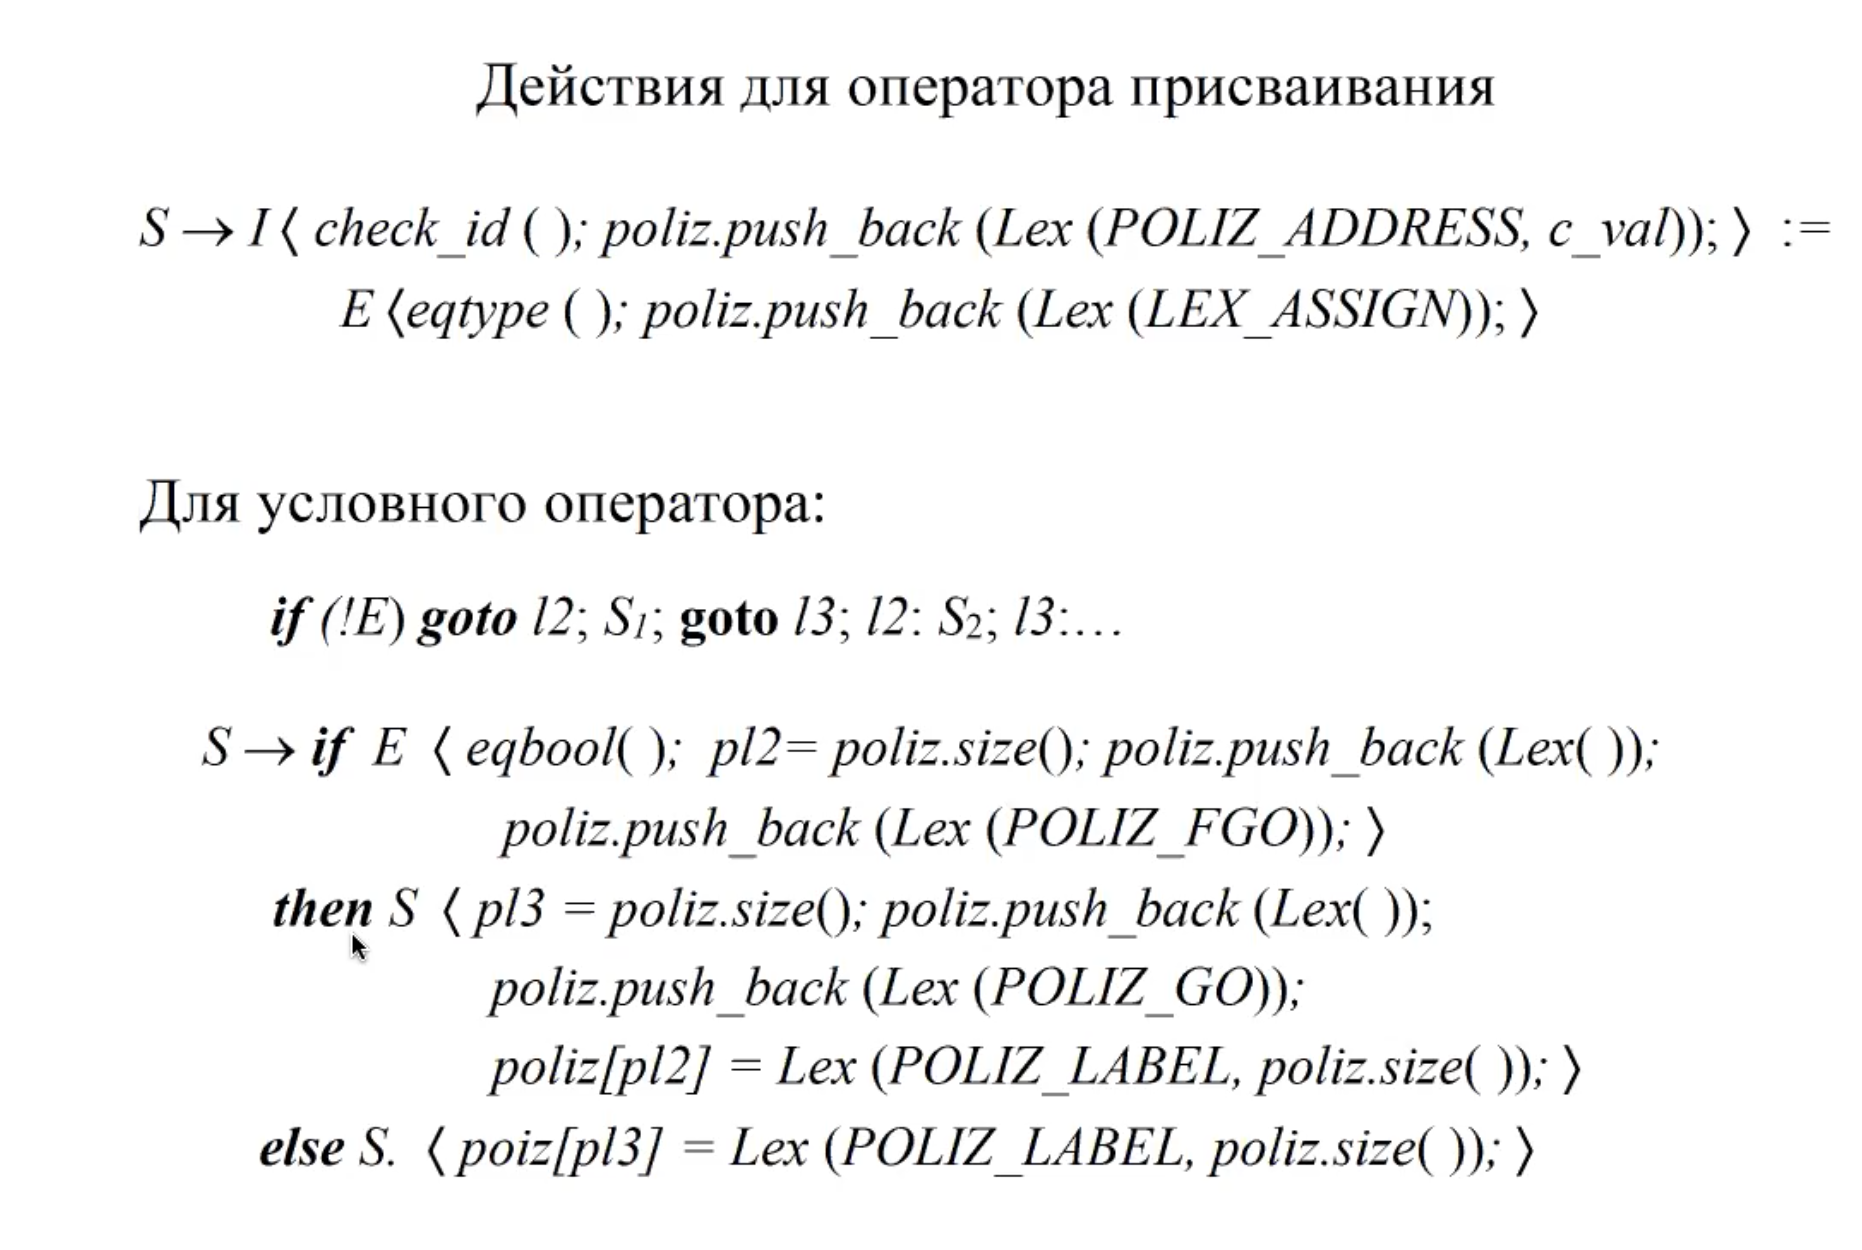 Действия для оператора присваивания
S → I ⟨ check_id ( ); poliz.push_back (Lex (POLIZ_ADDRESS, c_val)); ⟩ :=
E ⟨eqtype ( ); poliz.push_back (Lex (LEX_ASSIGN)); ⟩
Для условного оператора:
if (!E) goto l2; S₁; goto l3; l2: S₂; l3:…
S → if E ⟨ eqbool( ); pl2= poliz.size(); poliz.push_back (Lex( ));
poliz.push_back (Lex (POLIZ_FGO)); ⟩
then S ⟨ pl3 = poliz.size(); poliz.push_back (Lex( ));
poliz.push_back (Lex (POLIZ_GO));
poliz[pl2] = Lex (POLIZ_LABEL, poliz.size( )); ⟩
else S. ⟨ poiz[pl3] = Lex (POLIZ_LABEL, poliz.size( )); ⟩